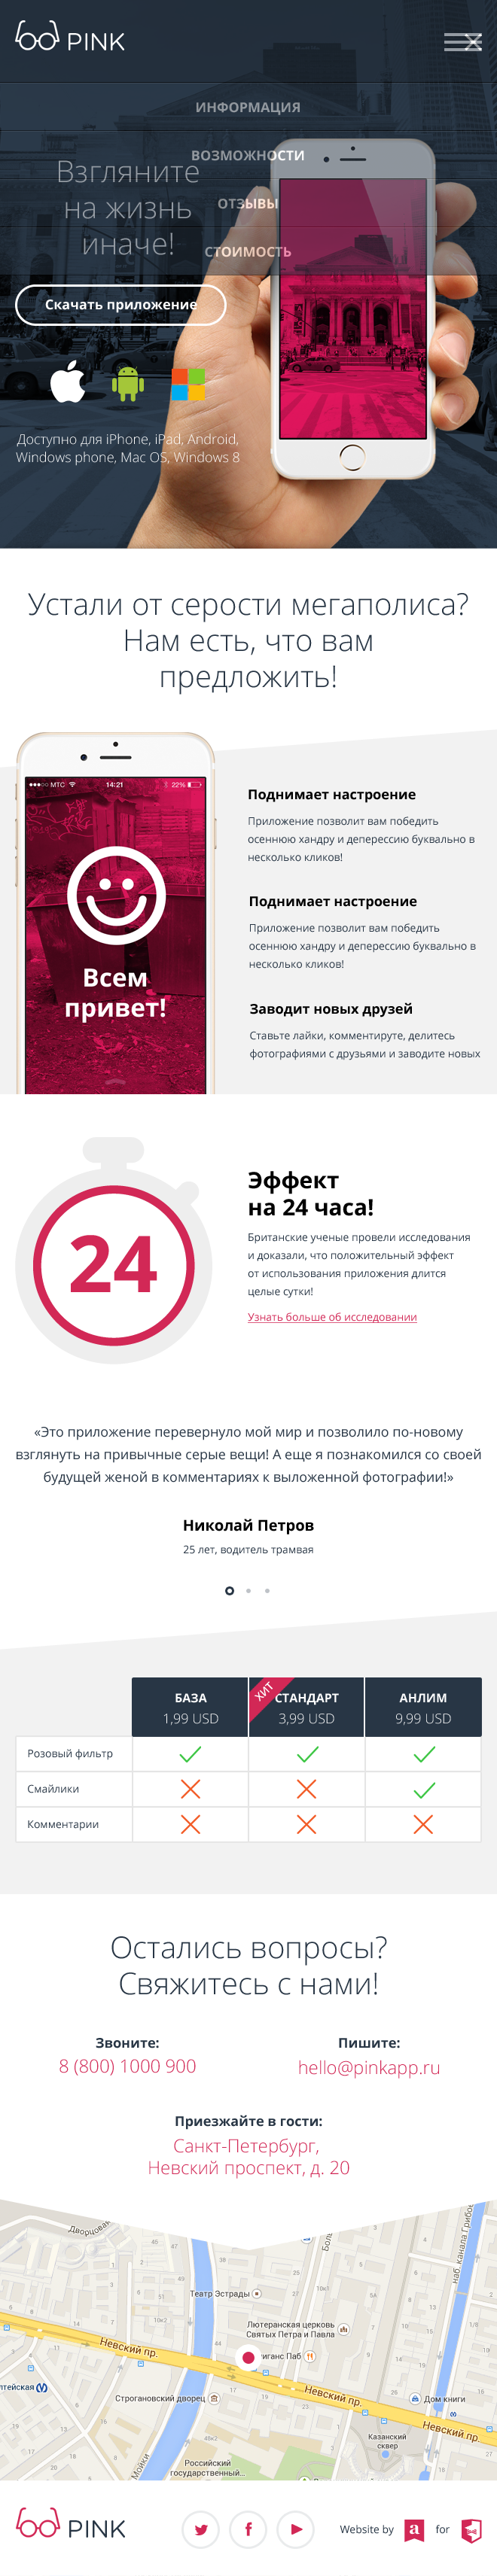 PINK
ИНФОРМАЦИЯ
ВОЗМОЖНОСТИ
ОТЗЫВЫ
СТОИМОСТЬ
Взгляните
на жизнь
иначе!
Скачать приложение
Доступно для iPhone, iPad, Android,
Windows phone, Mac OS, Windows 8
Устали от серости мегаполиса?
Нам есть, что вам
предложить!
МТС 14:21 22%
Всем
привет!
Поднимает настроение
Приложение позволит вам победить
осеннюю хандру и деперессию буквально в
несколько кликов!
Поднимает настроение
Приложение позволит вам победить
осеннюю хандру и деперессию буквально в
несколько кликов!
Заводит новых друзей
Ставьте лайки, комментируте, делитесь
фотографиями с друзьями и заводите новых
24
Эффект
на 24 часа!
Британские ученые провели исследования
и доказали, что положительный эффект
от использования приложения длится
целые сутки!
Узнать больше об исследовании
«Это приложение перевернуло мой мир и позволило по-новому
взглянуть на привычные серые вещи! А еще я познакомился со своей
будущей женой в комментариях к выложенной фотографии!»
Николай Петров
25 лет, водитель трамвая
БАЗА ХИТ СТАНДАРТ АНЛИМ
1,99 USD 3,99 USD 9,99 USD
Розовый фильтр
Смайлики
Комментарии
Остались вопросы?
Свяжитесь с нами!
Звоните:
8 (800) 1000 900
Пишите:
hello@pinkapp.ru
Приезжайте в гости:
Санкт-Петербург,
Невский проспект, д. 20
Дворцовая
Боль
наб. канала Грибое
Театр Эстрады
Лютеранская церковь
Святых Петра и Павла
Невский пр.
иганс Паб
лтейская
Строгановский дворец
Невский пр.
Дом книги
Невский пр.
Казанский
сквер
Мойки
Российский
государственный...
PINK
Website by a for